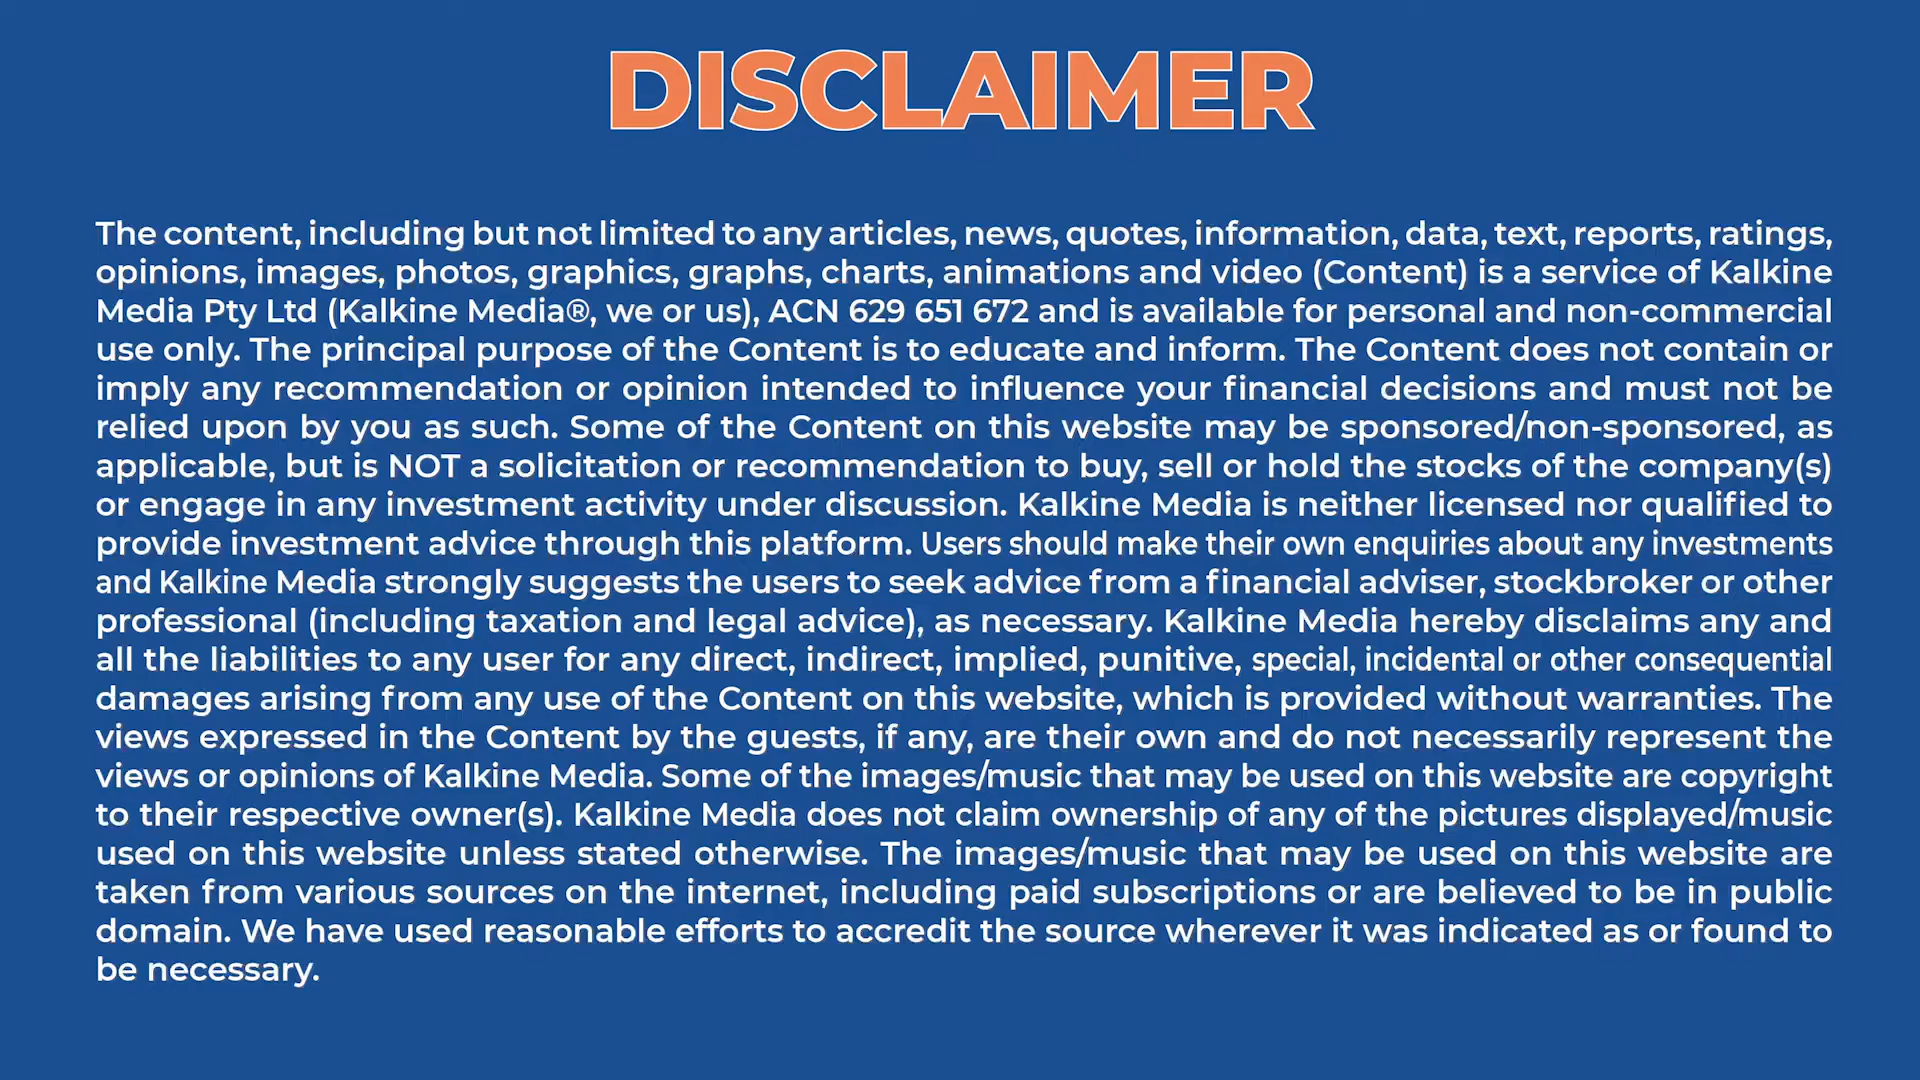 DISCLAIMER
The content, including but not limited to any articles, news, quotes, information, data, text, reports, ratings,
opinions, images, photos, graphics, graphs, charts, animations and video (Content) is a service of Kalkine
Media Pty Ltd (Kalkine Media®, we or us), ACN 629 651 672 and is available for personal and non-commercial
use only. The principal purpose of the Content is to educate and inform. The Content does not contain or
imply any recommendation or opinion intended to influence your financial decisions and must not be
relied upon by you as such. Some of the Content on this website may be sponsored/non-sponsored, as
applicable, but is NOT a solicitation or recommendation to buy, sell or hold the stocks of the company(s)
or engage in any investment activity under discussion. Kalkine Media is neither licensed nor qualified to
provide investment advice through this platform. Users should make their own enquiries about any investments
and Kalkine Media strongly suggests the users to seek advice from a financial adviser, stockbroker or other
professional (including taxation and legal advice), as necessary. Kalkine Media hereby disclaims any and
all the liabilities to any user for any direct, indirect, implied, punitive, special, incidental or other consequential
damages arising from any use of the Content on this website, which is provided without warranties. The
views expressed in the Content by the guests, if any, are their own and do not necessarily represent the
views or opinions of Kalkine Media. Some of the images/music that may be used on this website are copyright
to their respective owner(s). Kalkine Media does not claim ownership of any of the pictures displayed/music
used on this website unless stated otherwise. The images/music that may be used on this website are
taken from various sources on the internet, including paid subscriptions or are believed to be in public
domain. We have used reasonable efforts to accredit the source wherever it was indicated as or found to
be necessary.